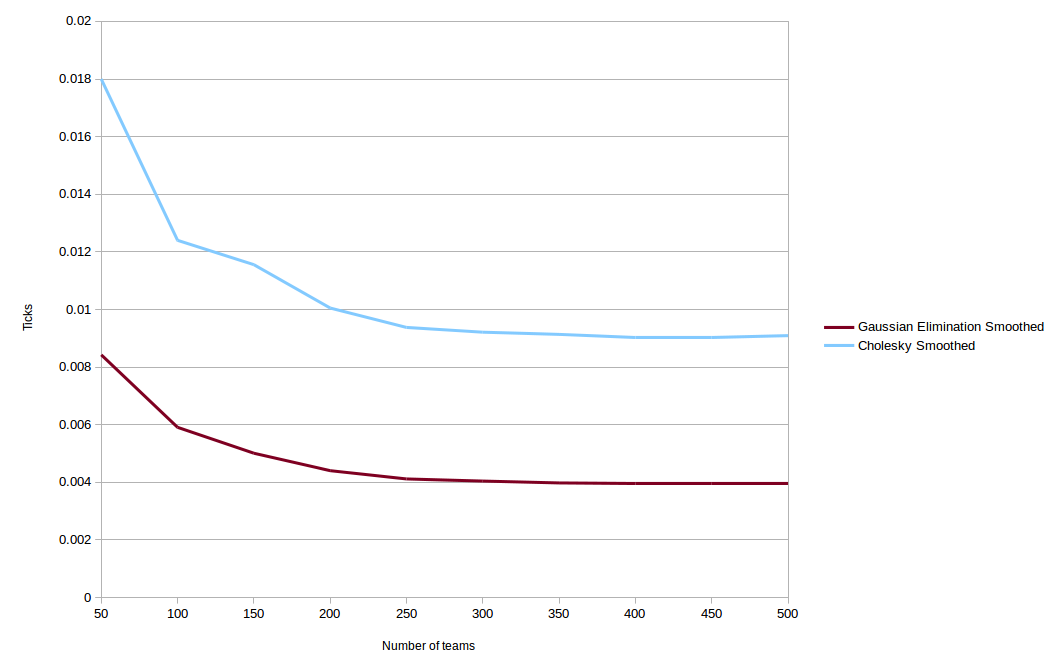 0.02
0.018
0.016
0.014
0.012
0.01
0.008
0.006
0.004
0.002
0
Ticks
50 100 150 200 250 300 350 400 450 500
Number of teams
Gaussian Elimination Smoothed
Cholesky Smoothed